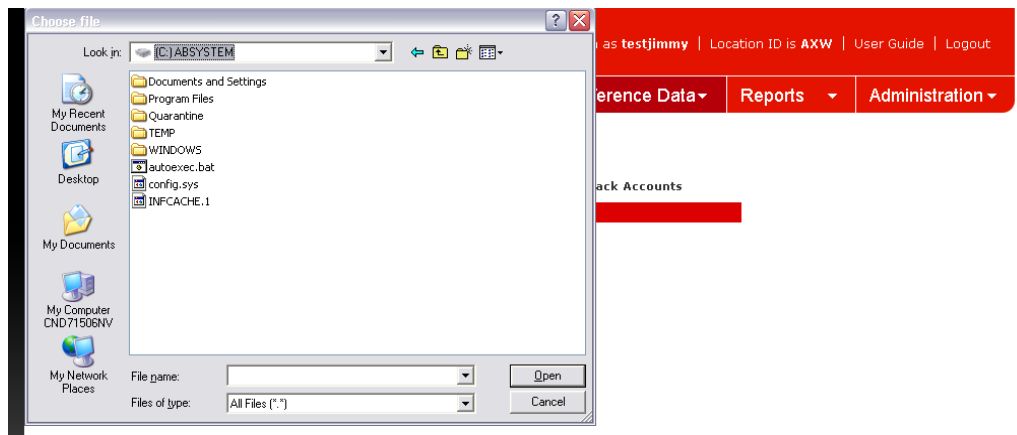 Choose file
Look in: (C:) ABSYSTEM
My Recent
Documents
Desktop
My Documents
My Computer
CND71506NV
My Network
Places
Documents and Settings
Program Files
Quarantine
TEMP
WINDOWS
autoexec.bat
config.sys
INFCACHE.1
File name:
Open
Files of type: All Files (*.*)
Cancel
as testjimmy | Location ID is AXW | User Guide | Logout
erence Data Reports Administration
ack Accounts